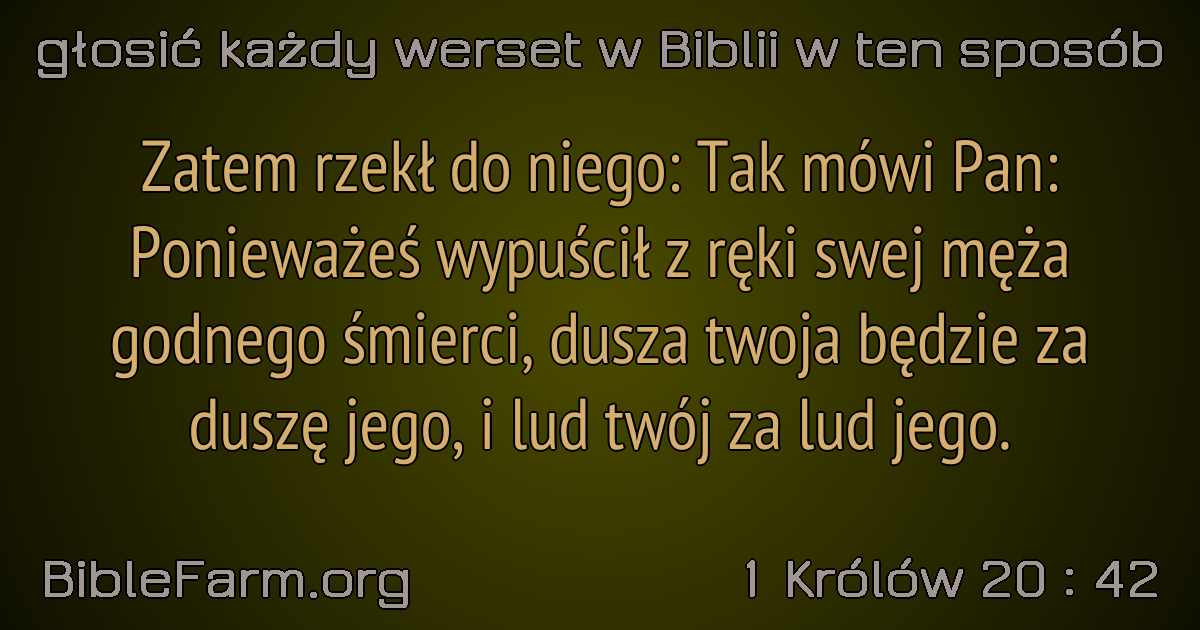 głosić każdy werset w Biblii w ten sposób
Zatem rzekł do niego: Tak mówi Pan:
Ponieważeś wypuścił z ręki swej męża
godnego śmierci, dusza twoja będzie za
duszę jego, i lud twój za lud jego.
BibleFarm.org
1 Królów 20 : 42